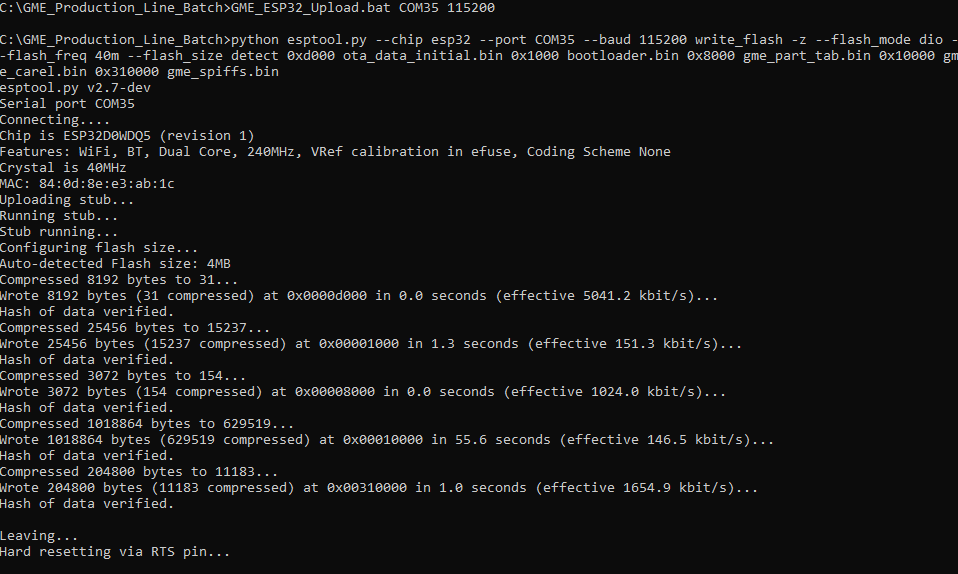 C:\GME_Production_Line_Batch>GME_ESP32_Upload.bat COM35 115200
C:\GME_Production_Line_Batch>python esptool.py --chip esp32 --port COM35 --baud 115200 write_flash -z --flash_mode dio -
-flash_freq 40m --flash_size detect 0xd000 ota_data_initial.bin 0x1000 bootloader.bin 0x8000 gme_part_tab.bin 0x10000 gm
e_carel.bin 0x310000 gme_spiffs.bin
esptool.py v2.7-dev
Serial port COM35
Connecting....
Chip is ESP32D0WDQ5 (revision 1)
Features: WiFi, BT, Dual Core, 240MHz, VRef calibration in efuse, Coding Scheme None
Crystal is 40MHz
MAC: 84:0d:8e:e3:ab:1c
Uploading stub...
Running stub...
Stub running...
Configuring flash size...
Auto-detected Flash size: 4MB
Compressed 8192 bytes to 31...
Wrote 8192 bytes (31 compressed) at 0x0000d000 in 0.0 seconds (effective 5041.2 kbit/s)...
Hash of data verified.
Compressed 25456 bytes to 15237...
Wrote 25456 bytes (15237 compressed) at 0x00001000 in 1.3 seconds (effective 151.3 kbit/s)...
Hash of data verified.
Compressed 3072 bytes to 154...
Wrote 3072 bytes (154 compressed) at 0x00008000 in 0.0 seconds (effective 1024.0 kbit/s)...
Hash of data verified.
Compressed 1018864 bytes to 629519...
Wrote 1018864 bytes (629519 compressed) at 0x00010000 in 55.6 seconds (effective 146.5 kbit/s)...
Hash of data verified.
Compressed 204800 bytes to 11183...
Wrote 204800 bytes (11183 compressed) at 0x00310000 in 1.0 seconds (effective 1654.9 kbit/s)...
Hash of data verified.
Leaving...
Hard resetting via RTS pin...